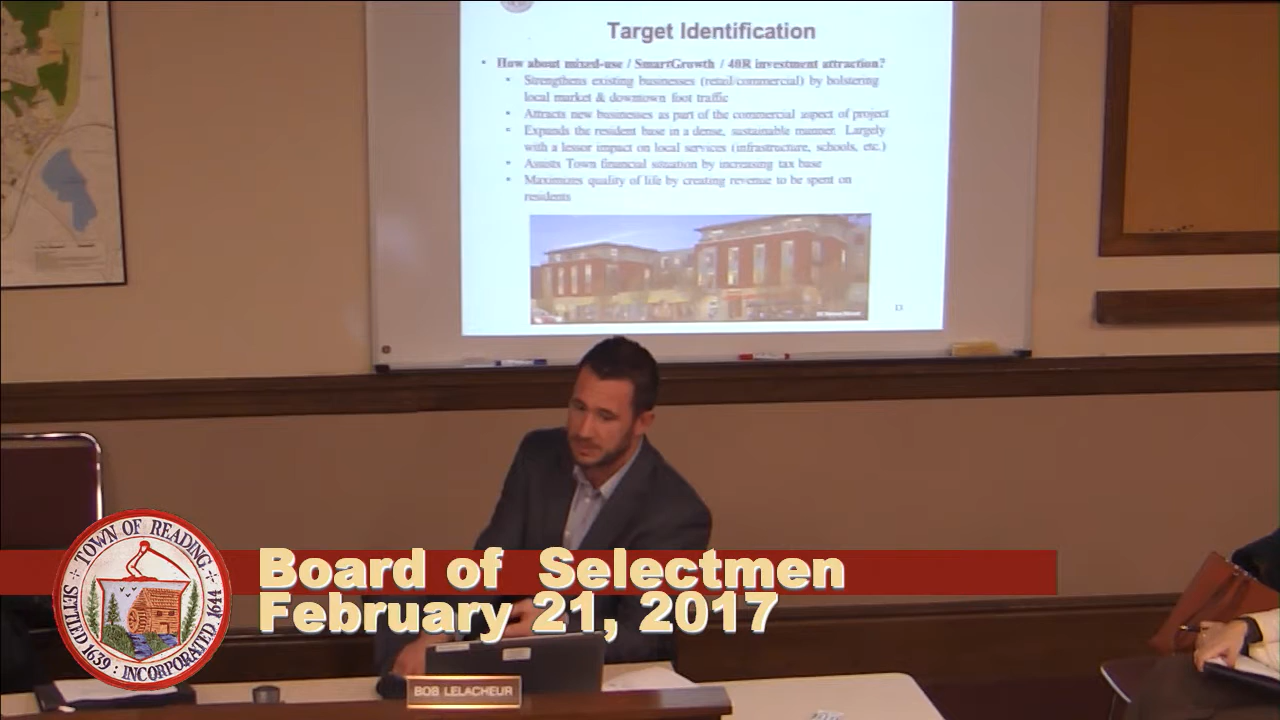 Target Identification
• How about mixed-use / SmartGrowth / 40R investment attraction?
• Strengthens existing businesses (retail/commercial) by bolstering
local market & downtown foot traffic
• Attracts new businesses as part of the commercial aspect of project
• Expands the resident base in a dense, sustainable manner. Largely
with a lessor impact on local services (infrastructure, schools, etc.)
• Assists Town financial situation by increasing tax base
• Maximizes quality of life by creating revenue to be spent on
residents
13
TOWN OF READING
SETTLED 1639 : INCORPORATED 1644
Board of Selectmen
February 21, 2017
BOB LELACHEUR